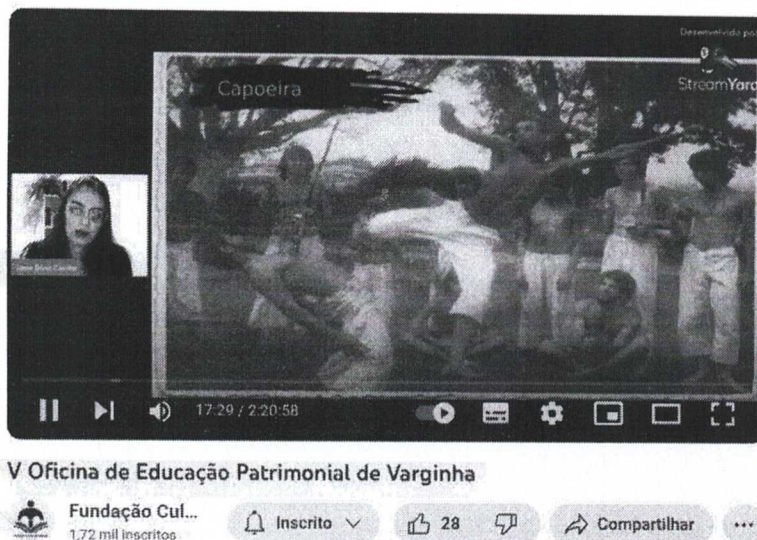 Desenvolvido por
StreamYard
Capoeira
17:29 / 2:20:58
V Oficina de Educação Patrimonial de Varginha
Fundação Cul...
1,72 mil inscritos
Inscrito
28
Compartilhar